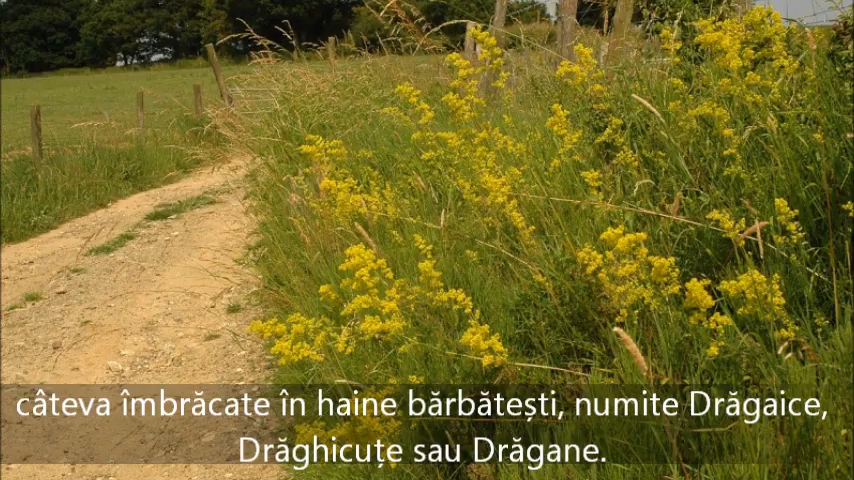 câteva îmbrăcate în haine bărbătești, numite Drăgaice,
Drăghicuțe sau Drăgane.